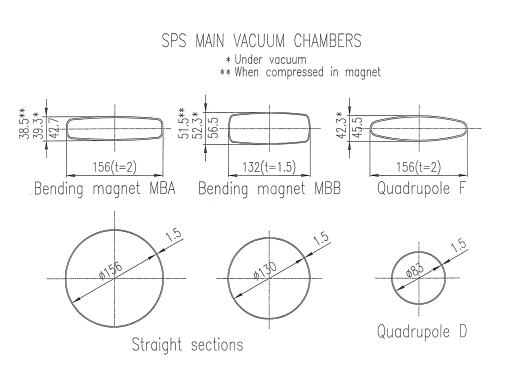 SPS MAIN VACUUM CHAMBERS
* Under vacuum
** When compressed in magnet
38.5**
39.3*
42.7
156(t=2)
Bending magnet MBA
51.5**
52.3*
56.5
132(t=1.5)
Bending magnet MBB
42.3*
45.5
156(t=2)
Quadrupole F
ø156
1.5
ø130
1.5
Straight sections
ø83
1.5
Quadrupole D